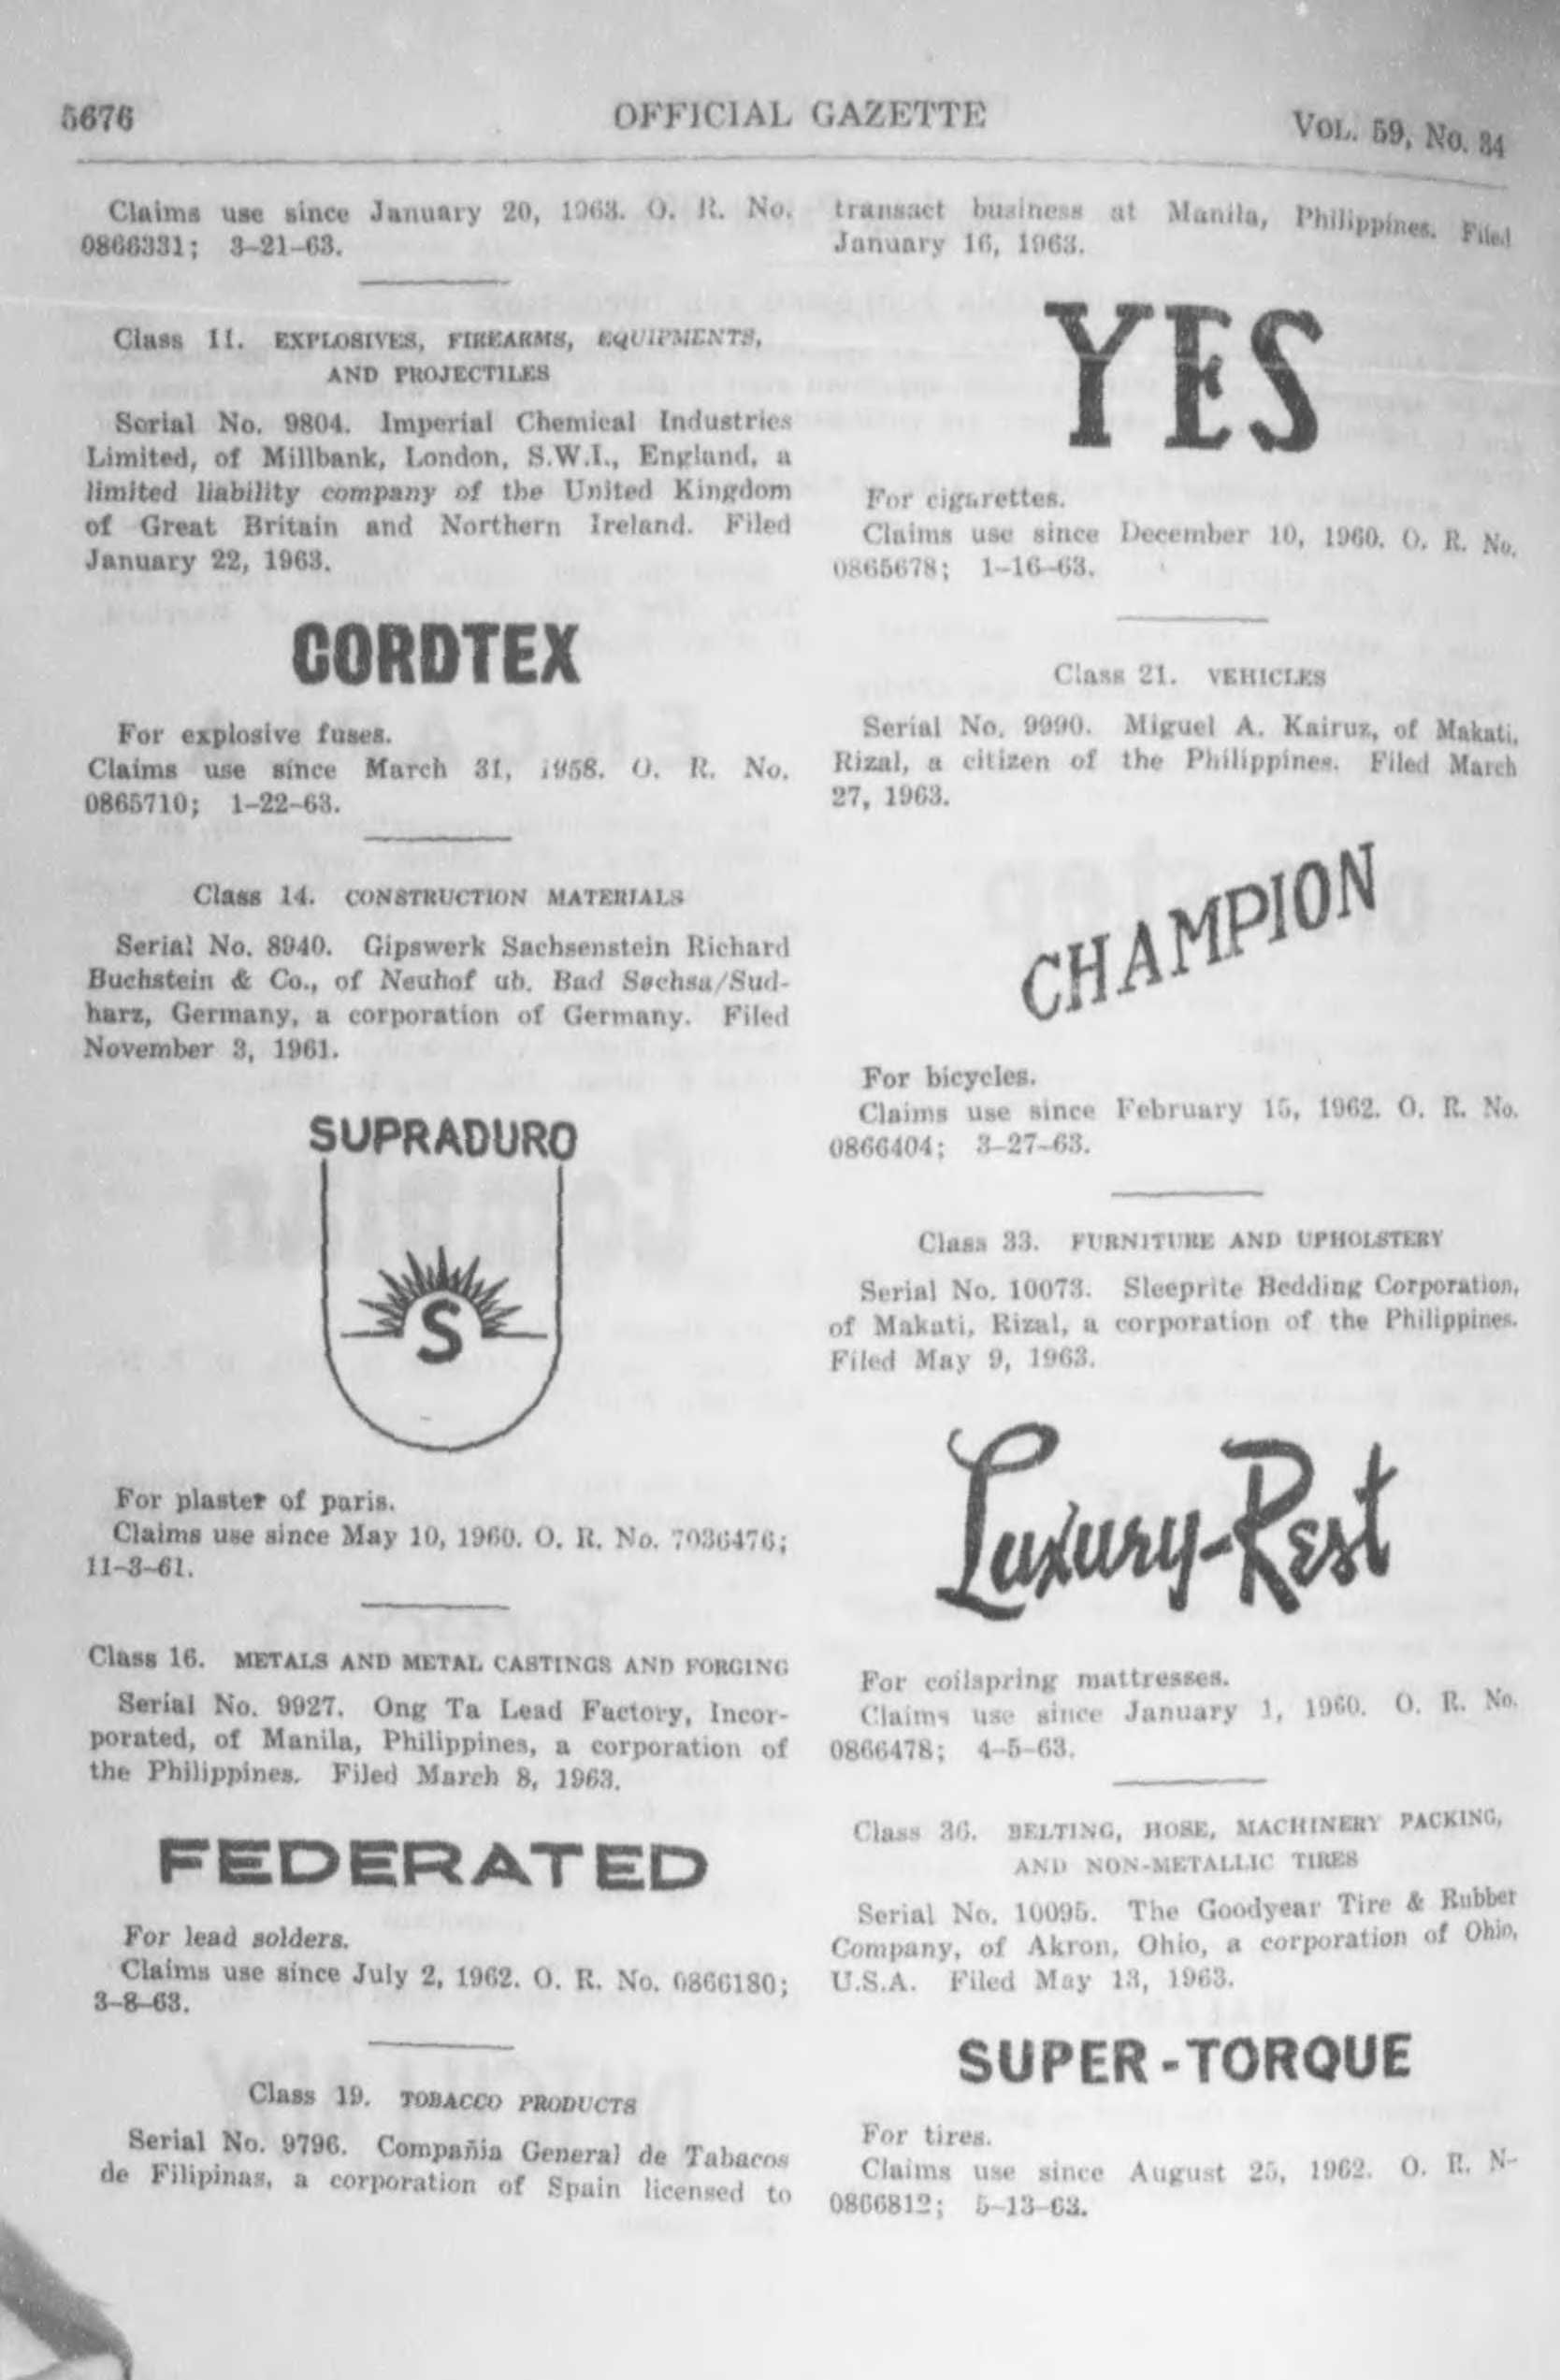 5676
OFFICIAL GAZETTE
VOL. 59, No. 34
Claims use since January 20, 1963. O. R. No.
0866331; 3-21-63.
Class 11. EXPLOSIVES, FIREARMS, EQUIPMENTS,
AND PROJECTILES
Serial No. 9804. Imperial Chemical Industries
Limited, of Millbank, London, S.W.I., England, a
limited liability company of the United Kingdom
of Great Britain and Northern Ireland. Filed
January 22, 1963.
CORDTEX
For explosive fuses.
Claims use since March 31, 1958. O. R. No.
0865710; 1-22-63.
Class 14. CONSTRUCTION MATERIALS
Serial No. 8940. Gipswerk Sachsenstein Richard
Buchstein & Co., of Neuhof ub. Bad Sachsa/Sud-
harz, Germany, a corporation of Germany. Filed
November 3, 1961.
SUPRADURO
S
For plaster of paris.
Claims use since May 10, 1960. O. R. No. 7036476;
11-3-61.
Class 16. METALS AND METAL CASTINGS AND FORGING
Serial No. 9927. Ong Ta Lead Factory, Incor-
porated, of Manila, Philippines, a corporation of
the Philippines. Filed March 8, 1963.
FEDERATED
For lead solders.
Claims use since July 2, 1962. O. R. No. 0866180;
3-8-63.
Class 19. TOBACCO PRODUCTS
Serial No. 9796. Compañia General de Tabacos
de Filipinas, a corporation of Spain licensed to
transact business at Manila, Philippines. Filed
January 16, 1963.
YES
For cigarettes.
Claims use since December 10, 1960. O. R. No.
0865678; 1-16-63.
Class 21. VEHICLES
Serial No. 9990. Miguel A. Kairuz, of Makati,
Rizal, a citizen of the Philippines. Filed March
27, 1963.
CHAMPION
For bicycles.
Claims use since February 15, 1962. O. R. No.
0866404; 3-27-63.
Class 33. FURNITURE AND UPHOLSTERY
Serial No. 10073. Sleeprite Bedding Corporation,
of Makati, Rizal, a corporation of the Philippines.
Filed May 9, 1963.
Luxury-Rest
For coilspring mattresses.
Claims use since January 1, 1960. O. R. No.
0866478; 4-5-63.
Class 36. BELTING, HOSE, MACHINERY PACKING,
AND NON-METALLIC TIRES
Serial No. 10095. The Goodyear Tire & Rubber
Company, of Akron, Ohio, a corporation of Ohio,
U.S.A. Filed May 13, 1963.
SUPER-TORQUE
For tires.
Claims use since August 25, 1962. O. R. N-
0866812; 5-13-63.